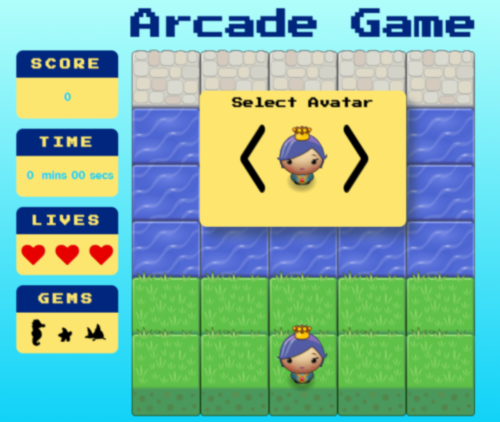 Arcade Game
SCORE
0
Select Avatar
TIME
0 mins 00 secs
LIVES
GEMS